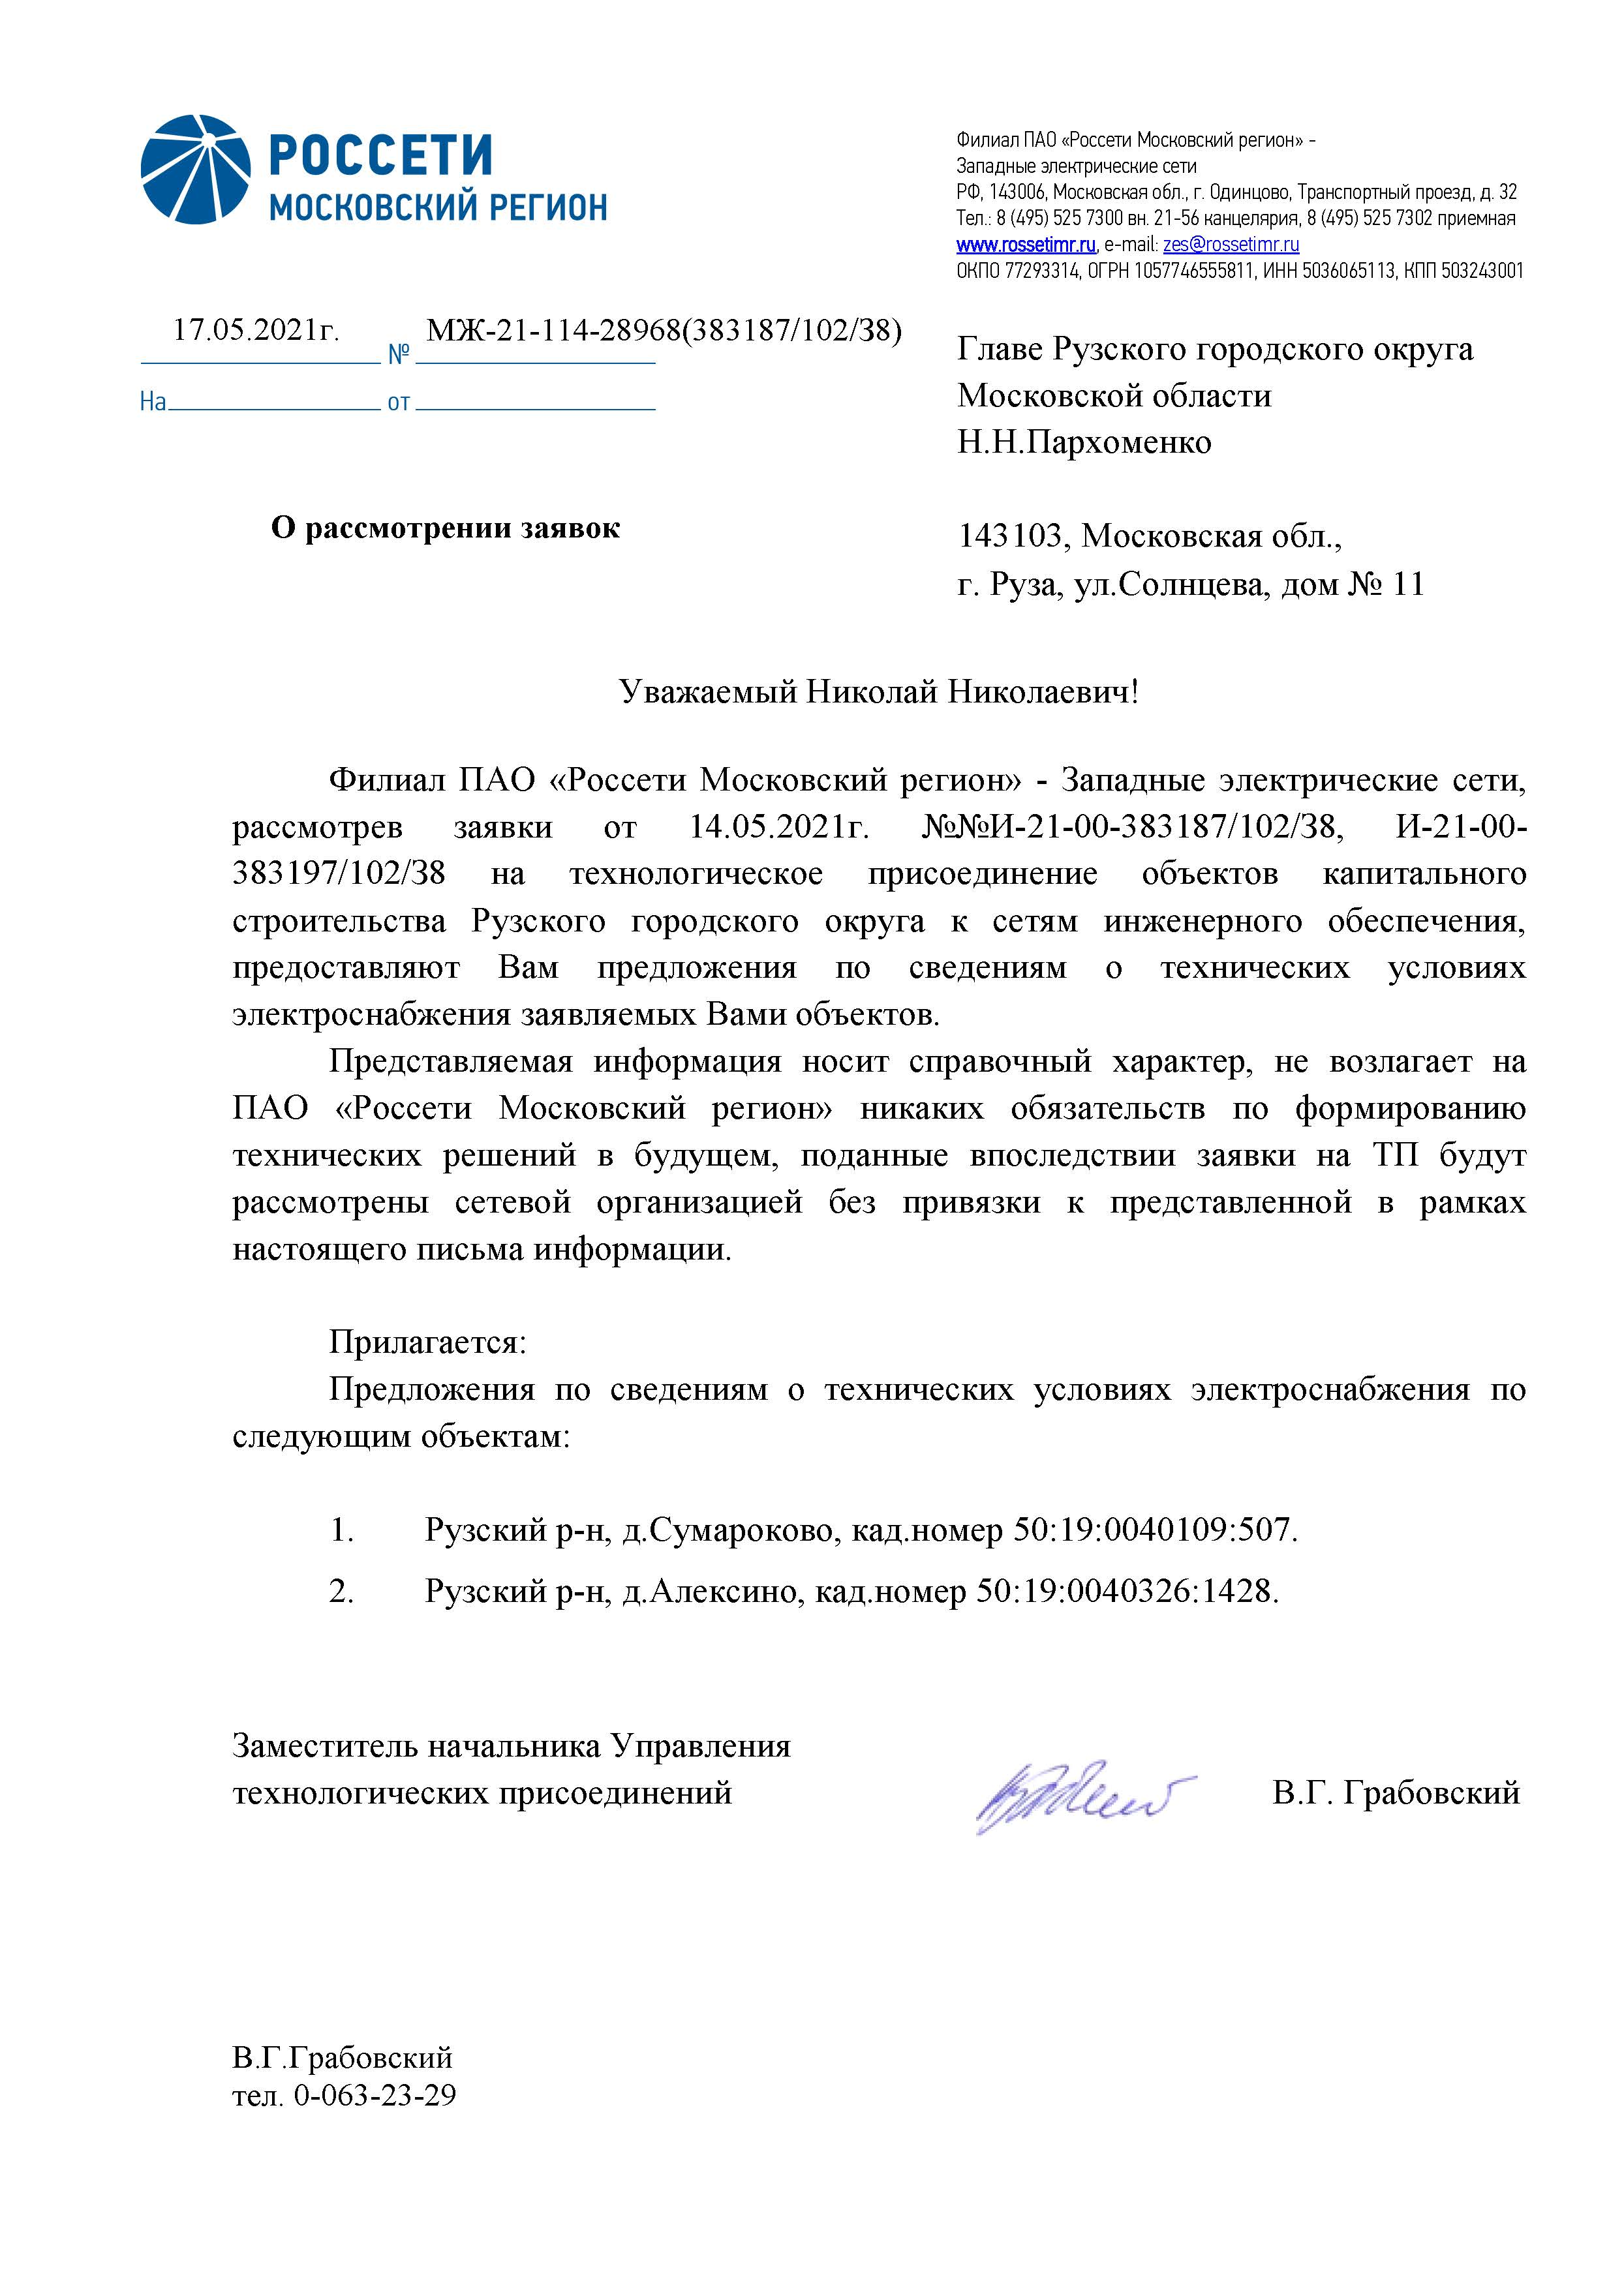 РОССЕТИ
МОСКОВСКИЙ РЕГИОН
Филиал ПАО «Россети Московский регион» -
Западные электрические сети
РФ, 143006, Московская обл., г. Одинцово, Транспортный проезд, д. 32
Тел.: 8 (495) 525 7300 вн. 21-56 канцелярия, 8 (495) 525 7302 приемная
www.rossetimr.ru, e-mail: zes@rossetimr.ru
ОКПО 77293314, ОГРН 1057746555811, ИНН 5036065113, КПП 503243001
17.05.2021г. № МЖ-21-114-28968(383187/102/З8)
На от
Главе Рузского городского округа
Московской области
Н.Н.Пархоменко
О рассмотрении заявок
143103, Московская обл.,
г. Руза, ул.Солнцева, дом № 11
Уважаемый Николай Николаевич!
Филиал ПАО «Россети Московский регион» - Западные электрические сети,
рассмотрев заявки от 14.05.2021г. №№И-21-00-383187/102/З8, И-21-00-
383197/102/З8 на технологическое присоединение объектов капитального
строительства Рузского городского округа к сетям инженерного обеспечения,
предоставляют Вам предложения по сведениям о технических условиях
электроснабжения заявляемых Вами объектов.
Представляемая информация носит справочный характер, не возлагает на
ПАО «Россети Московский регион» никаких обязательств по формированию
технических решений в будущем, поданные впоследствии заявки на ТП будут
рассмотрены сетевой организацией без привязки к представленной в рамках
настоящего письма информации.
Прилагается:
Предложения по сведениям о технических условиях электроснабжения по
следующим объектам:
1. Рузский р-н, д.Сумароково, кад.номер 50:19:0040109:507.
2. Рузский р-н, д.Алексино, кад.номер 50:19:0040326:1428.
Заместитель начальника Управления
технологических присоединений В.Г. Грабовский
В.Г.Грабовский
тел. 0-063-23-29